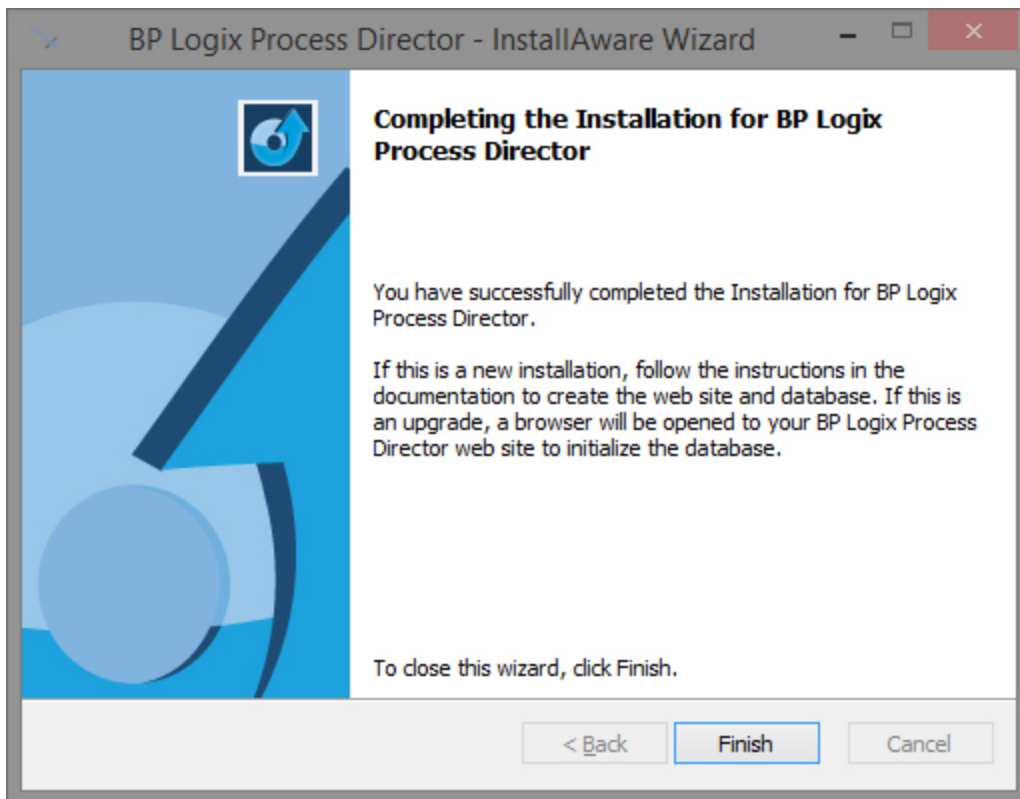 BP Logix Process Director - InstallAware Wizard
Completing the Installation for BP Logix
Process Director
You have successfully completed the Installation for BP Logix
Process Director.
If this is a new installation, follow the instructions in the
documentation to create the web site and database. If this is
an upgrade, a browser will be opened to your BP Logix Process
Director web site to initialize the database.
To close this wizard, click Finish.
< Back
Finish
Cancel